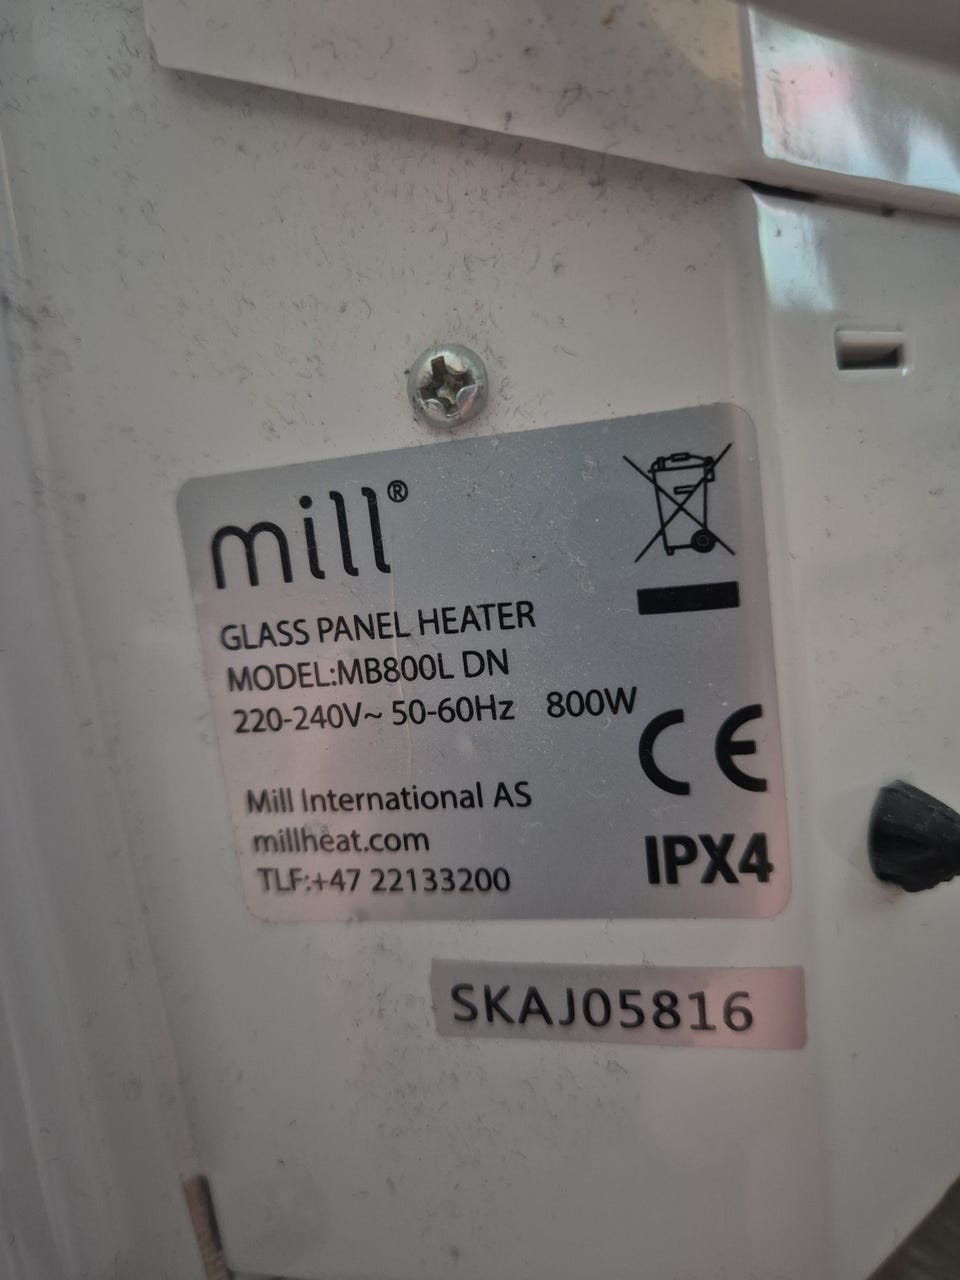 mill®
GLASS PANEL HEATER
MODEL:MB800L DN
220-240V~ 50-60Hz 800W
CE
Mill International AS
millheat.com
TLF:+47 22133200
IPX4
SKAJ05816